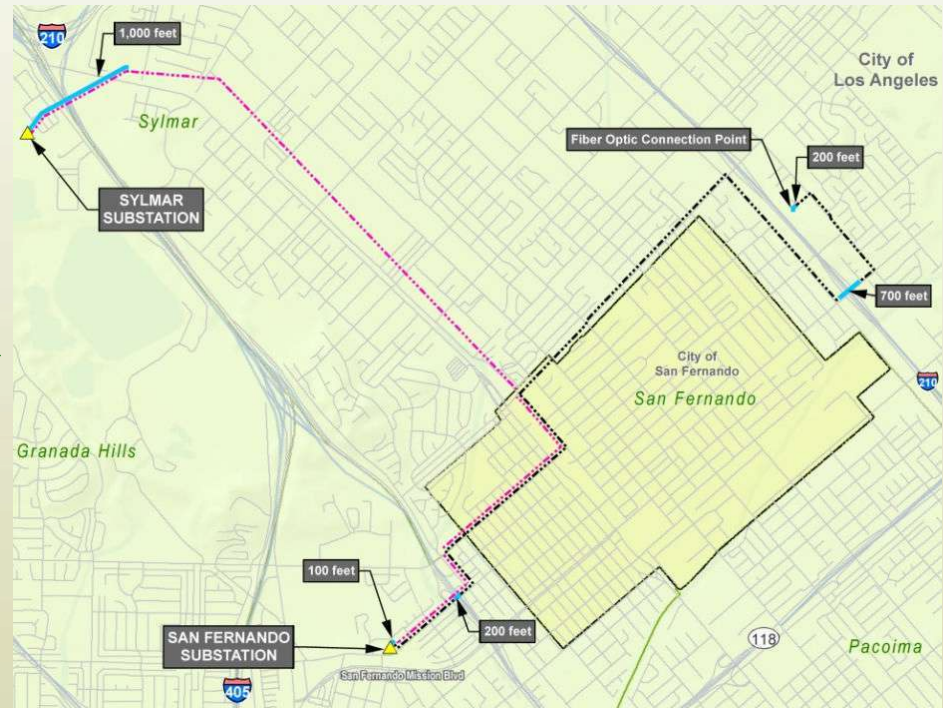 210
1,000 feet
City of
Los Angeles
Sylmar
Fiber Optic Connection Point
200 feet
SYLMAR
SUBSTATION
700 feet
City of
San Fernando
San Fernando
210
Granada Hills
100 feet
200 feet
SAN FERNANDO
SUBSTATION
118
Pacoima
San Fernando Mission Blvd
405